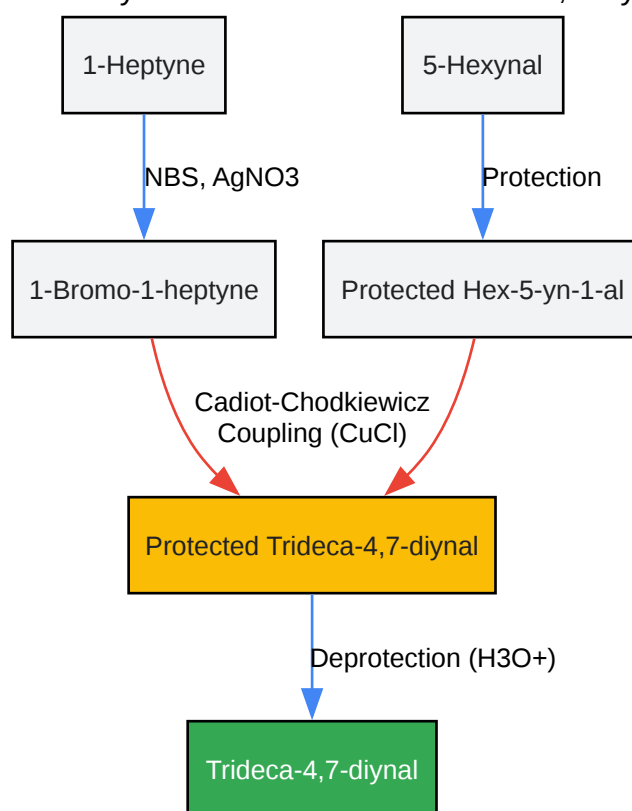 1-Heptyne
5-Hexynal
NBS, AgNO3
Protection
1-Bromo-1-heptyne
Protected Hex-5-yn-1-al
Cadiot-Chodkiewicz
Coupling (CuCl)
Protected Trideca-4,7-diynal
Deprotection (H3O+)
Trideca-4,7-diynal